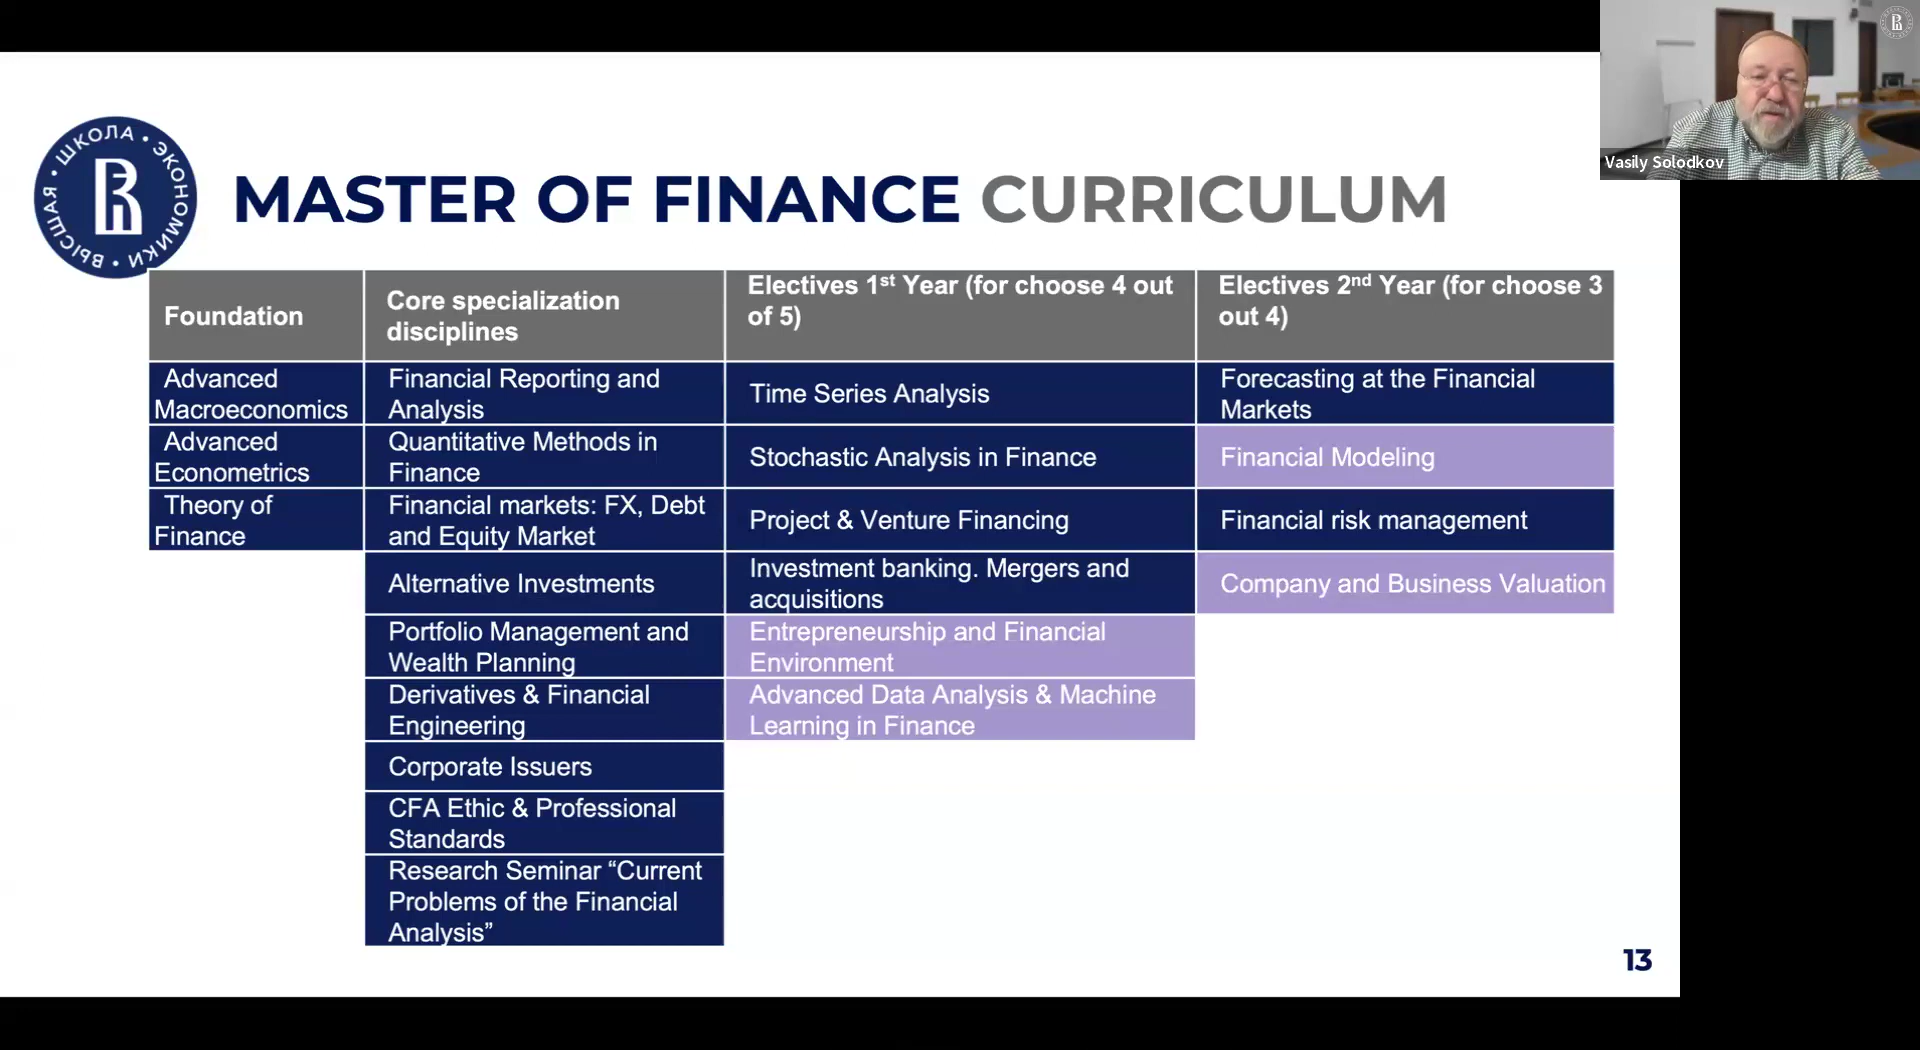 ВЫСШАЯ • ШКОЛА • ЭКОНОМИКИ •
MASTER OF FINANCE CURRICULUM
Foundation
Core specialization
disciplines
Electives 1st Year (for choose 4 out
of 5)
Electives 2nd Year (for choose 3
out 4)
Advanced
Macroeconomics
Financial Reporting and
Analysis
Time Series Analysis
Forecasting at the Financial
Markets
Advanced
Econometrics
Quantitative Methods in
Finance
Stochastic Analysis in Finance
Financial Modeling
Theory of
Finance
Financial markets: FX, Debt
and Equity Market
Project & Venture Financing
Financial risk management
Alternative Investments
Investment banking. Mergers and
acquisitions
Company and Business Valuation
Portfolio Management and
Wealth Planning
Entrepreneurship and Financial
Environment
Derivatives & Financial
Engineering
Advanced Data Analysis & Machine
Learning in Finance
Corporate Issuers
CFA Ethic & Professional
Standards
Research Seminar “Current
Problems of the Financial
Analysis”
13
Vasily Solodkov